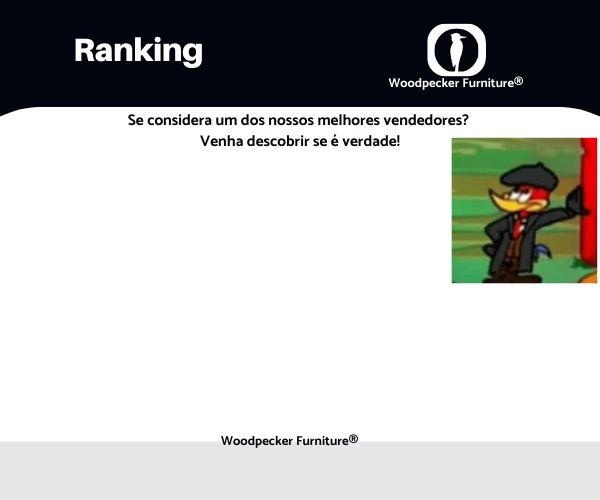 Ranking
Woodpecker Furniture®
Se considera um dos nossos melhores vendedores?
Venha descobrir se é verdade!
Woodpecker Furniture®